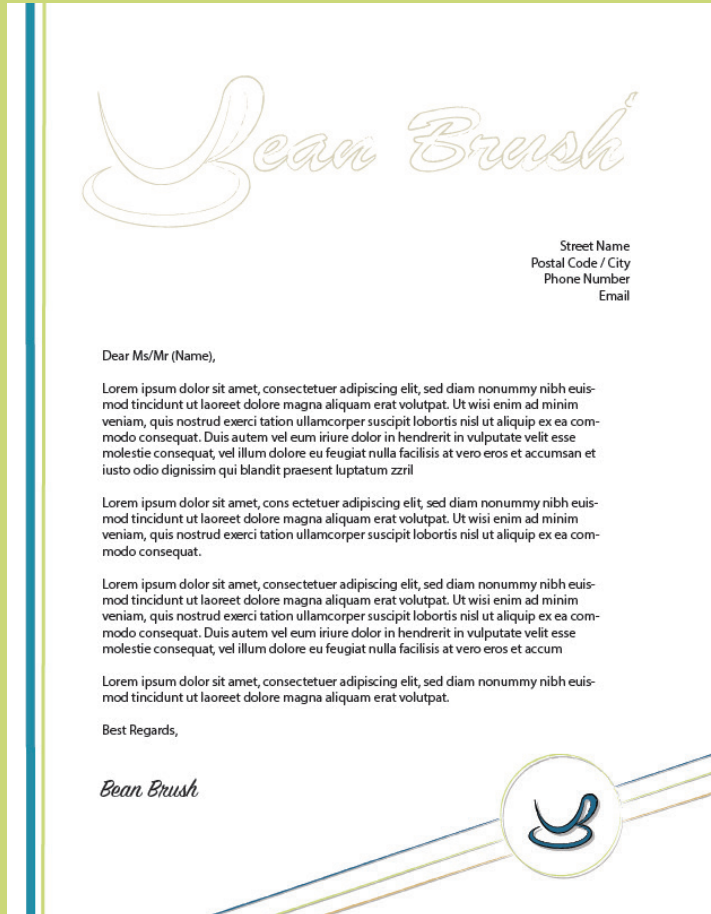 Bean Brush
Street Name
Postal Code / City
Phone Number
Email
Dear Ms/Mr (Name),
Lorem ipsum dolor sit amet, consectetuer adipiscing elit, sed diam nonummy nibh euis-
mod tincidunt ut laoreet dolore magna aliquam erat volutpat. Ut wisi enim ad minim
veniam, quis nostrud exerci tation ullamcorper suscipit lobortis nisl ut aliquip ex ea com-
modo consequat. Duis autem vel eum iriure dolor in hendrerit in vulputate velit esse
molestie consequat, vel illum dolore eu feugiat nulla facilisis at vero eros et accumsan et
iusto odio dignissim qui blandit praesent luptatum zzril
Lorem ipsum dolor sit amet, cons ectetuer adipiscing elit, sed diam nonummy nibh euis-
mod tincidunt ut laoreet dolore magna aliquam erat volutpat. Ut wisi enim ad minim
veniam, quis nostrud exerci tation ullamcorper suscipit lobortis nisl ut aliquip ex ea com-
modo consequat.
Lorem ipsum dolor sit amet, consectetuer adipiscing elit, sed diam nonummy nibh euis-
mod tincidunt ut laoreet dolore magna aliquam erat volutpat. Ut wisi enim ad minim
veniam, quis nostrud exerci tation ullamcorper suscipit lobortis nisl ut aliquip ex ea com-
modo consequat. Duis autem vel eum iriure dolor in hendrerit in vulputate velit esse
molestie consequat, vel illum dolore eu feugiat nulla facilisis at vero eros et accum
Lorem ipsum dolor sit amet, consectetuer adipiscing elit, sed diam nonummy nibh euis-
mod tincidunt ut laoreet dolore magna aliquam erat volutpat.
Best Regards,
Bean Brush